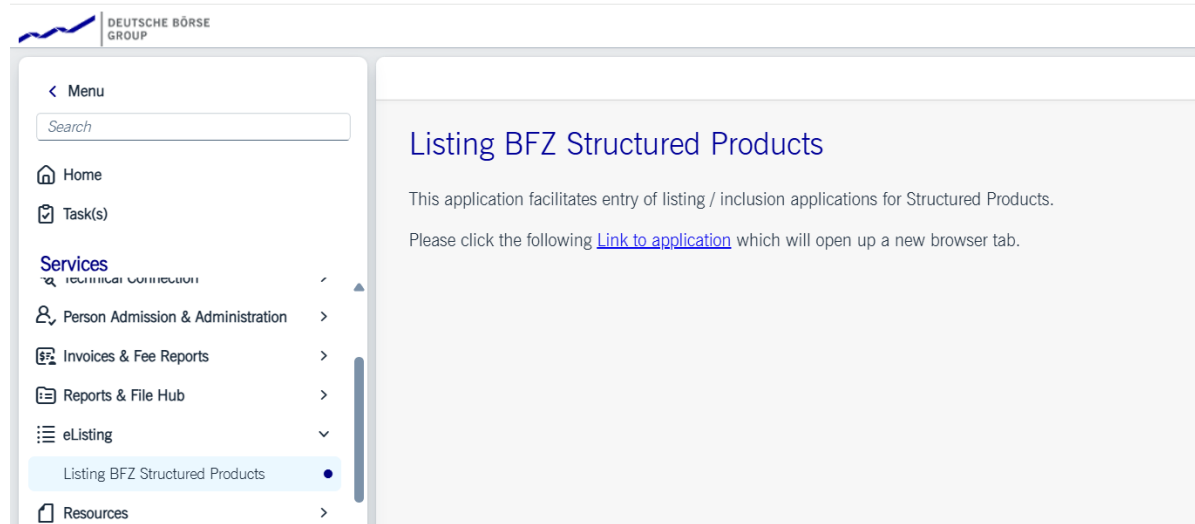 DEUTSCHE BÖRSE
GROUP
Menu
Search
Home
Task(s)
Services
Technical Connection
Person Admission & Administration
Invoices & Fee Reports
Reports & File Hub
eListing
Listing BFZ Structured Products
Resources
Listing BFZ Structured Products
This application facilitates entry of listing / inclusion applications for Structured Products.
Please click the following Link to application which will open up a new browser tab.